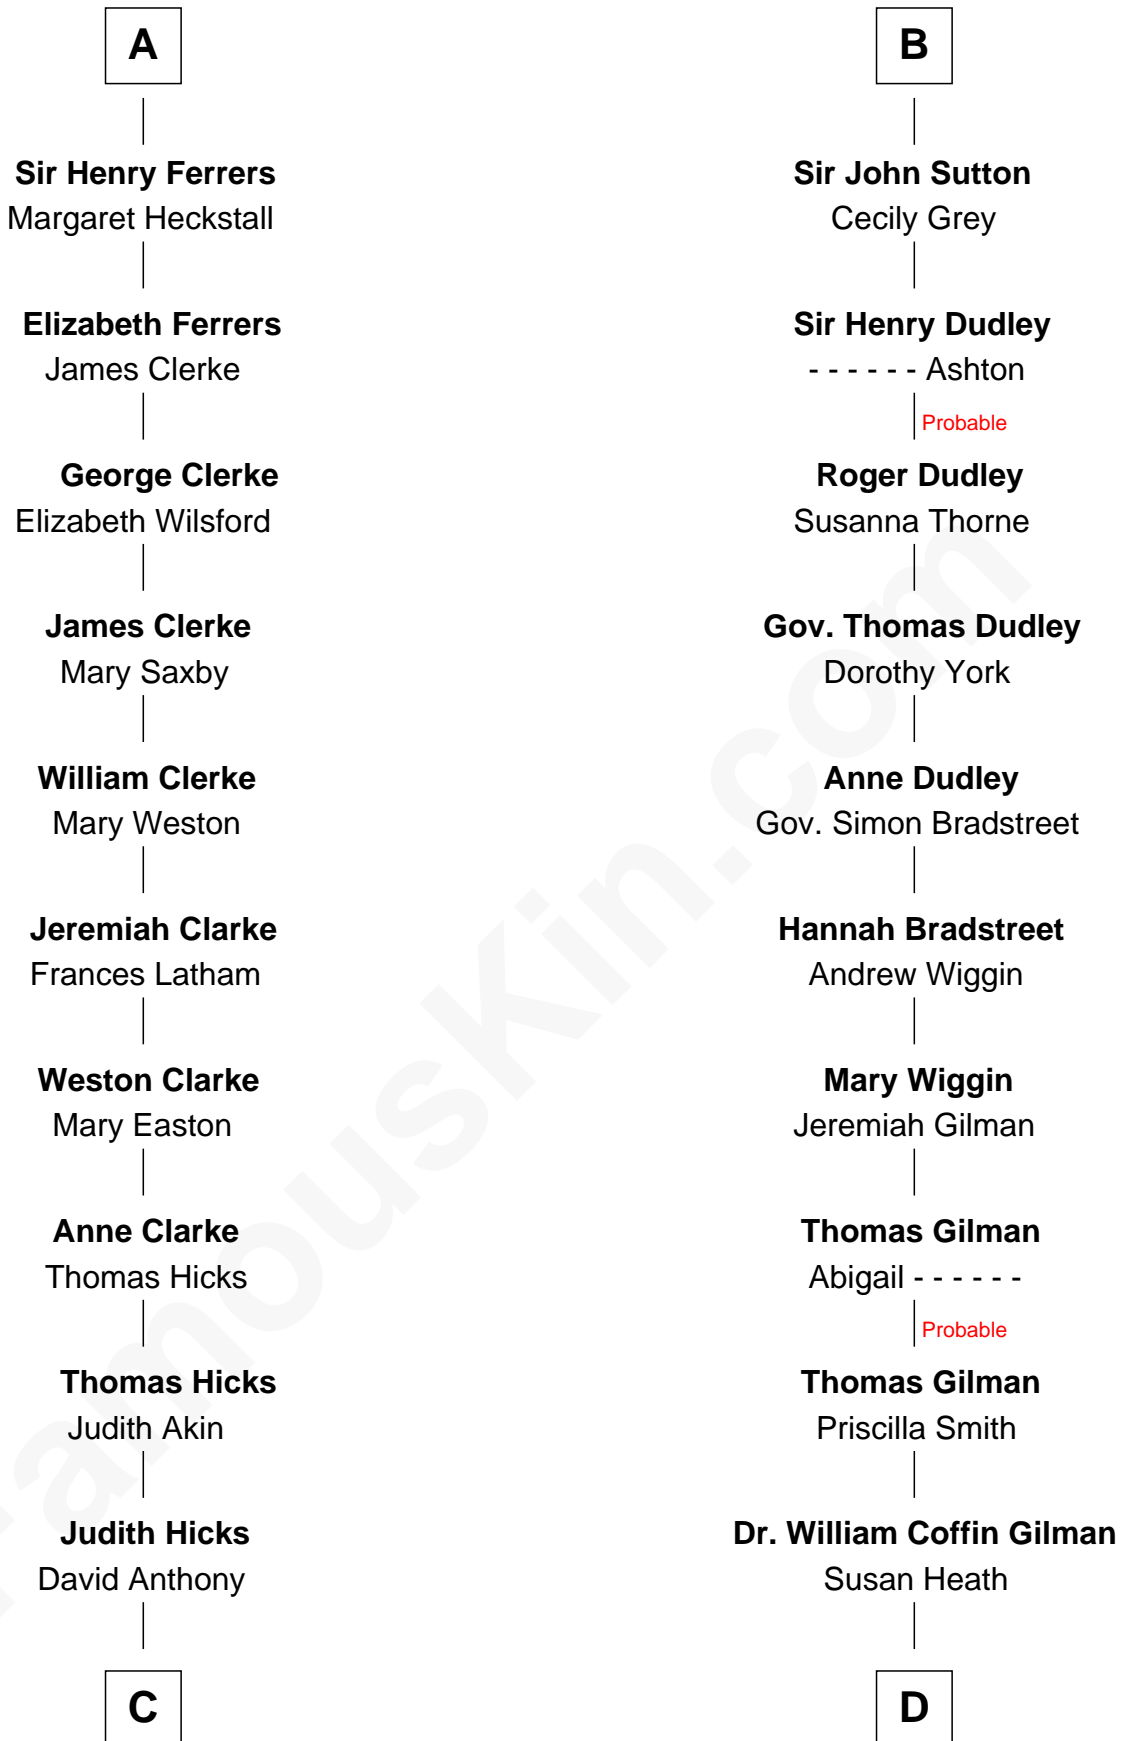 A
Sir Henry Ferrers
Margaret Heckstall
Elizabeth Ferrers
James Clerke
George Clerke
Elizabeth Wilsford
James Clerke
Mary Saxby
William Clerke
Mary Weston
Jeremiah Clarke
Frances Latham
Weston Clarke
Mary Easton
Anne Clarke
Thomas Hicks
Thomas Hicks
Judith Akin
Judith Hicks
David Anthony
C
B
Sir John Sutton
Cecily Grey
Sir Henry Dudley
- - - - - - Ashton
Probable
Roger Dudley
Susanna Thorne
Gov. Thomas Dudley
Dorothy York
Anne Dudley
Gov. Simon Bradstreet
Hannah Bradstreet
Andrew Wiggin
Mary Wiggin
Jeremiah Gilman
Thomas Gilman
Abigail - - - - - -
Probable
Thomas Gilman
Priscilla Smith
Dr. William Coffin Gilman
Susan Heath
D
FamousKin.com